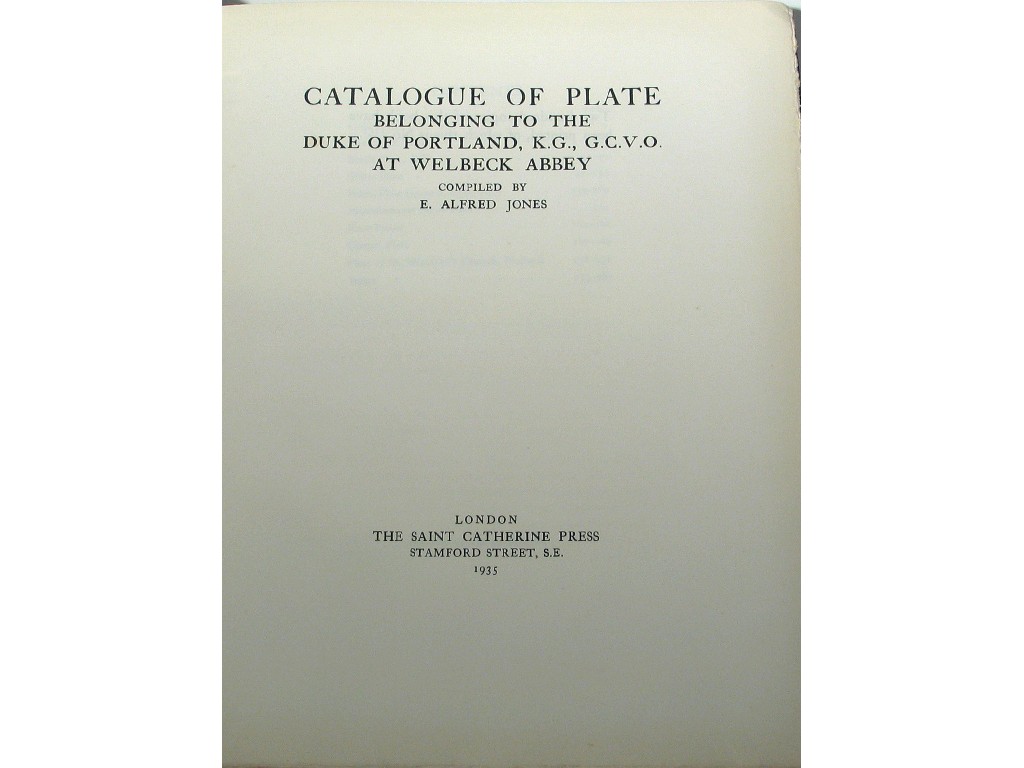 CATALOGUE OF PLATE
BELONGING TO THE
DUKE OF PORTLAND, K.G., G.C.V.O.
AT WELBECK ABBEY
COMPILED BY
E. ALFRED JONES
LONDON
THE SAINT CATHERINE PRESS
STAMFORD STREET, S.E.
1935